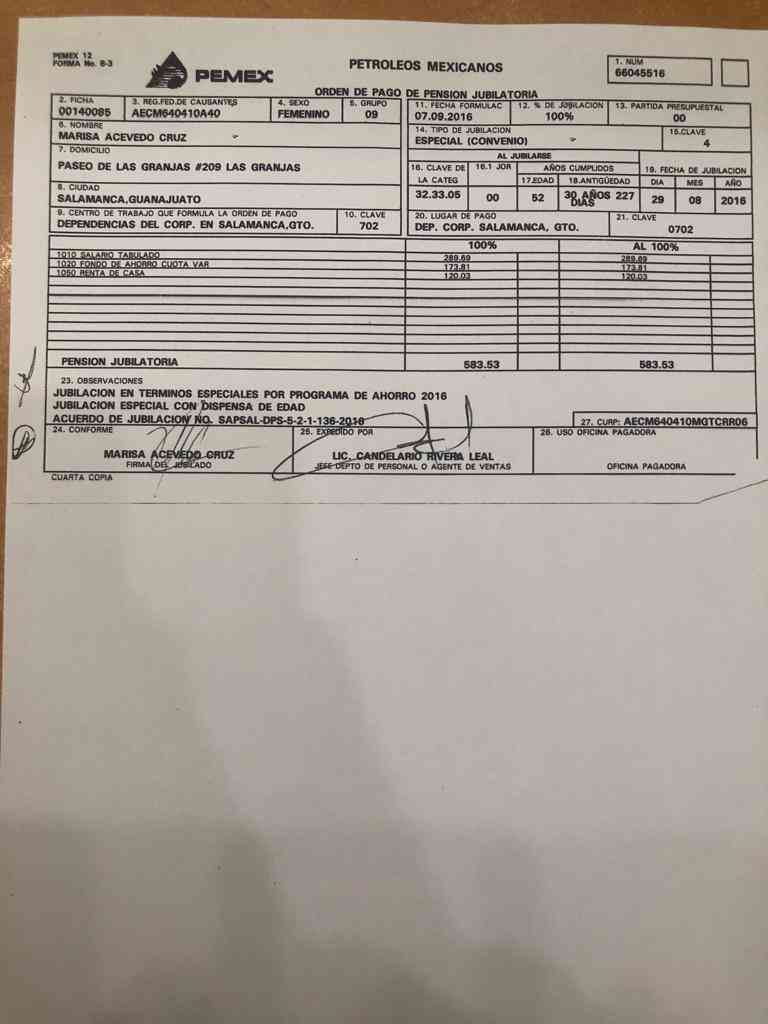 PEMEX 12
FORMA No. B-3
PEMEX
PETROLEOS MEXICANOS
1. NUM
66045516
ORDEN DE PAGO DE PENSION JUBILATORIA
2. FICHA
00140085
3. REG.FED.DE CAUSANTES
AECM640410A40
4. SEXO
FEMENINO
5. GRUPO
09
11. FECHA FORMULAC
07.09.2016
12. % DE JUBILACION
100%
13. PARTIDA PRESUPUESTAL
00
6. NOMBRE
MARISA ACEVEDO CRUZ
14. TIPO DE JUBILACION
ESPECIAL (CONVENIO)
15.CLAVE
4
7. DOMICILIO
PASEO DE LAS GRANJAS #209 LAS GRANJAS
AL JUBILARSE
16. CLAVE DE LA CATEG
32.33.05
16.1 JOR
00
AÑOS CUMPLIDOS
17.EDAD
52
18.ANTIGÜEDAD
30 AÑOS 227
DIAS
19. FECHA DE JUBILACION
DIA MES AÑO
29 08 2016
8. CIUDAD
SALAMANCA,GUANAJUATO
9. CENTRO DE TRABAJO QUE FORMULA LA ORDEN DE PAGO
DEPENDENCIAS DEL CORP. EN SALAMANCA,GTO.
10. CLAVE
702
20. LUGAR DE PAGO
DEP. CORP. SALAMANCA, GTO.
21. CLAVE
0702
100% AL 100%
1010 SALARIO TABULADO 289.69 289.69
1020 FONDO DE AHORRO CUOTA VAR 173.81 173.81
1050 RENTA DE CASA 120.03 120.03
PENSION JUBILATORIA 583.53 583.53
23. OBSERVACIONES
JUBILACION EN TERMINOS ESPECIALES POR PROGRAMA DE AHORRO 2016
JUBILACION ESPECIAL CON DISPENSA DE EDAD
ACUERDO DE JUBILACION NO. SAPSAL-DPS-5-2-1-136-2016
27. CURP: AECM640410MGTCRR06
24. CONFORME
MARISA ACEVEDO CRUZ
FIRMA DEL JUBILADO
25. EXPEDIDO POR
LIC. CANDELARIO RIVERA LEAL
JEFE DEPTO DE PERSONAL O AGENTE DE VENTAS
26. USO OFICINA PAGADORA
OFICINA PAGADORA
CUARTA COPIA